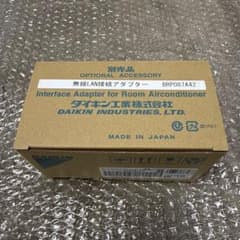 別売品
OPTIONAL ACCESSORY
無線LAN接続アダプター BRP087A42
Interface Adaptor for Room Airconditioner
ダイキン工業株式会社
DAIKIN INDUSTRIES, LTD.
MADE IN JAPAN